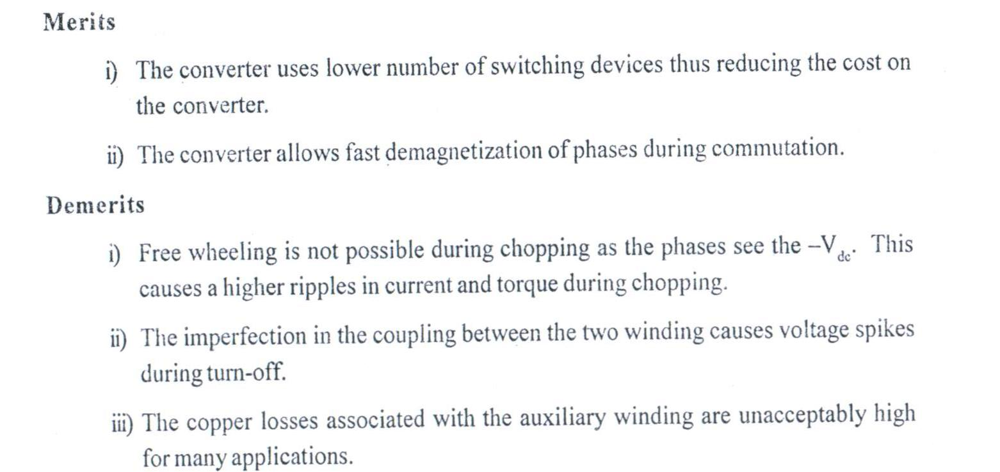 Merits
i) The converter uses lower number of switching devices thus reducing the cost on
the converter.
ii) The converter allows fast demagnetization of phases during commutation.
Demerits
i) Free wheeling is not possible during chopping as the phases see the –Vdc. This
causes a higher ripples in current and torque during chopping.
ii) The imperfection in the coupling between the two winding causes voltage spikes
during turn-off.
iii) The copper losses associated with the auxiliary winding are unacceptably high
for many applications.